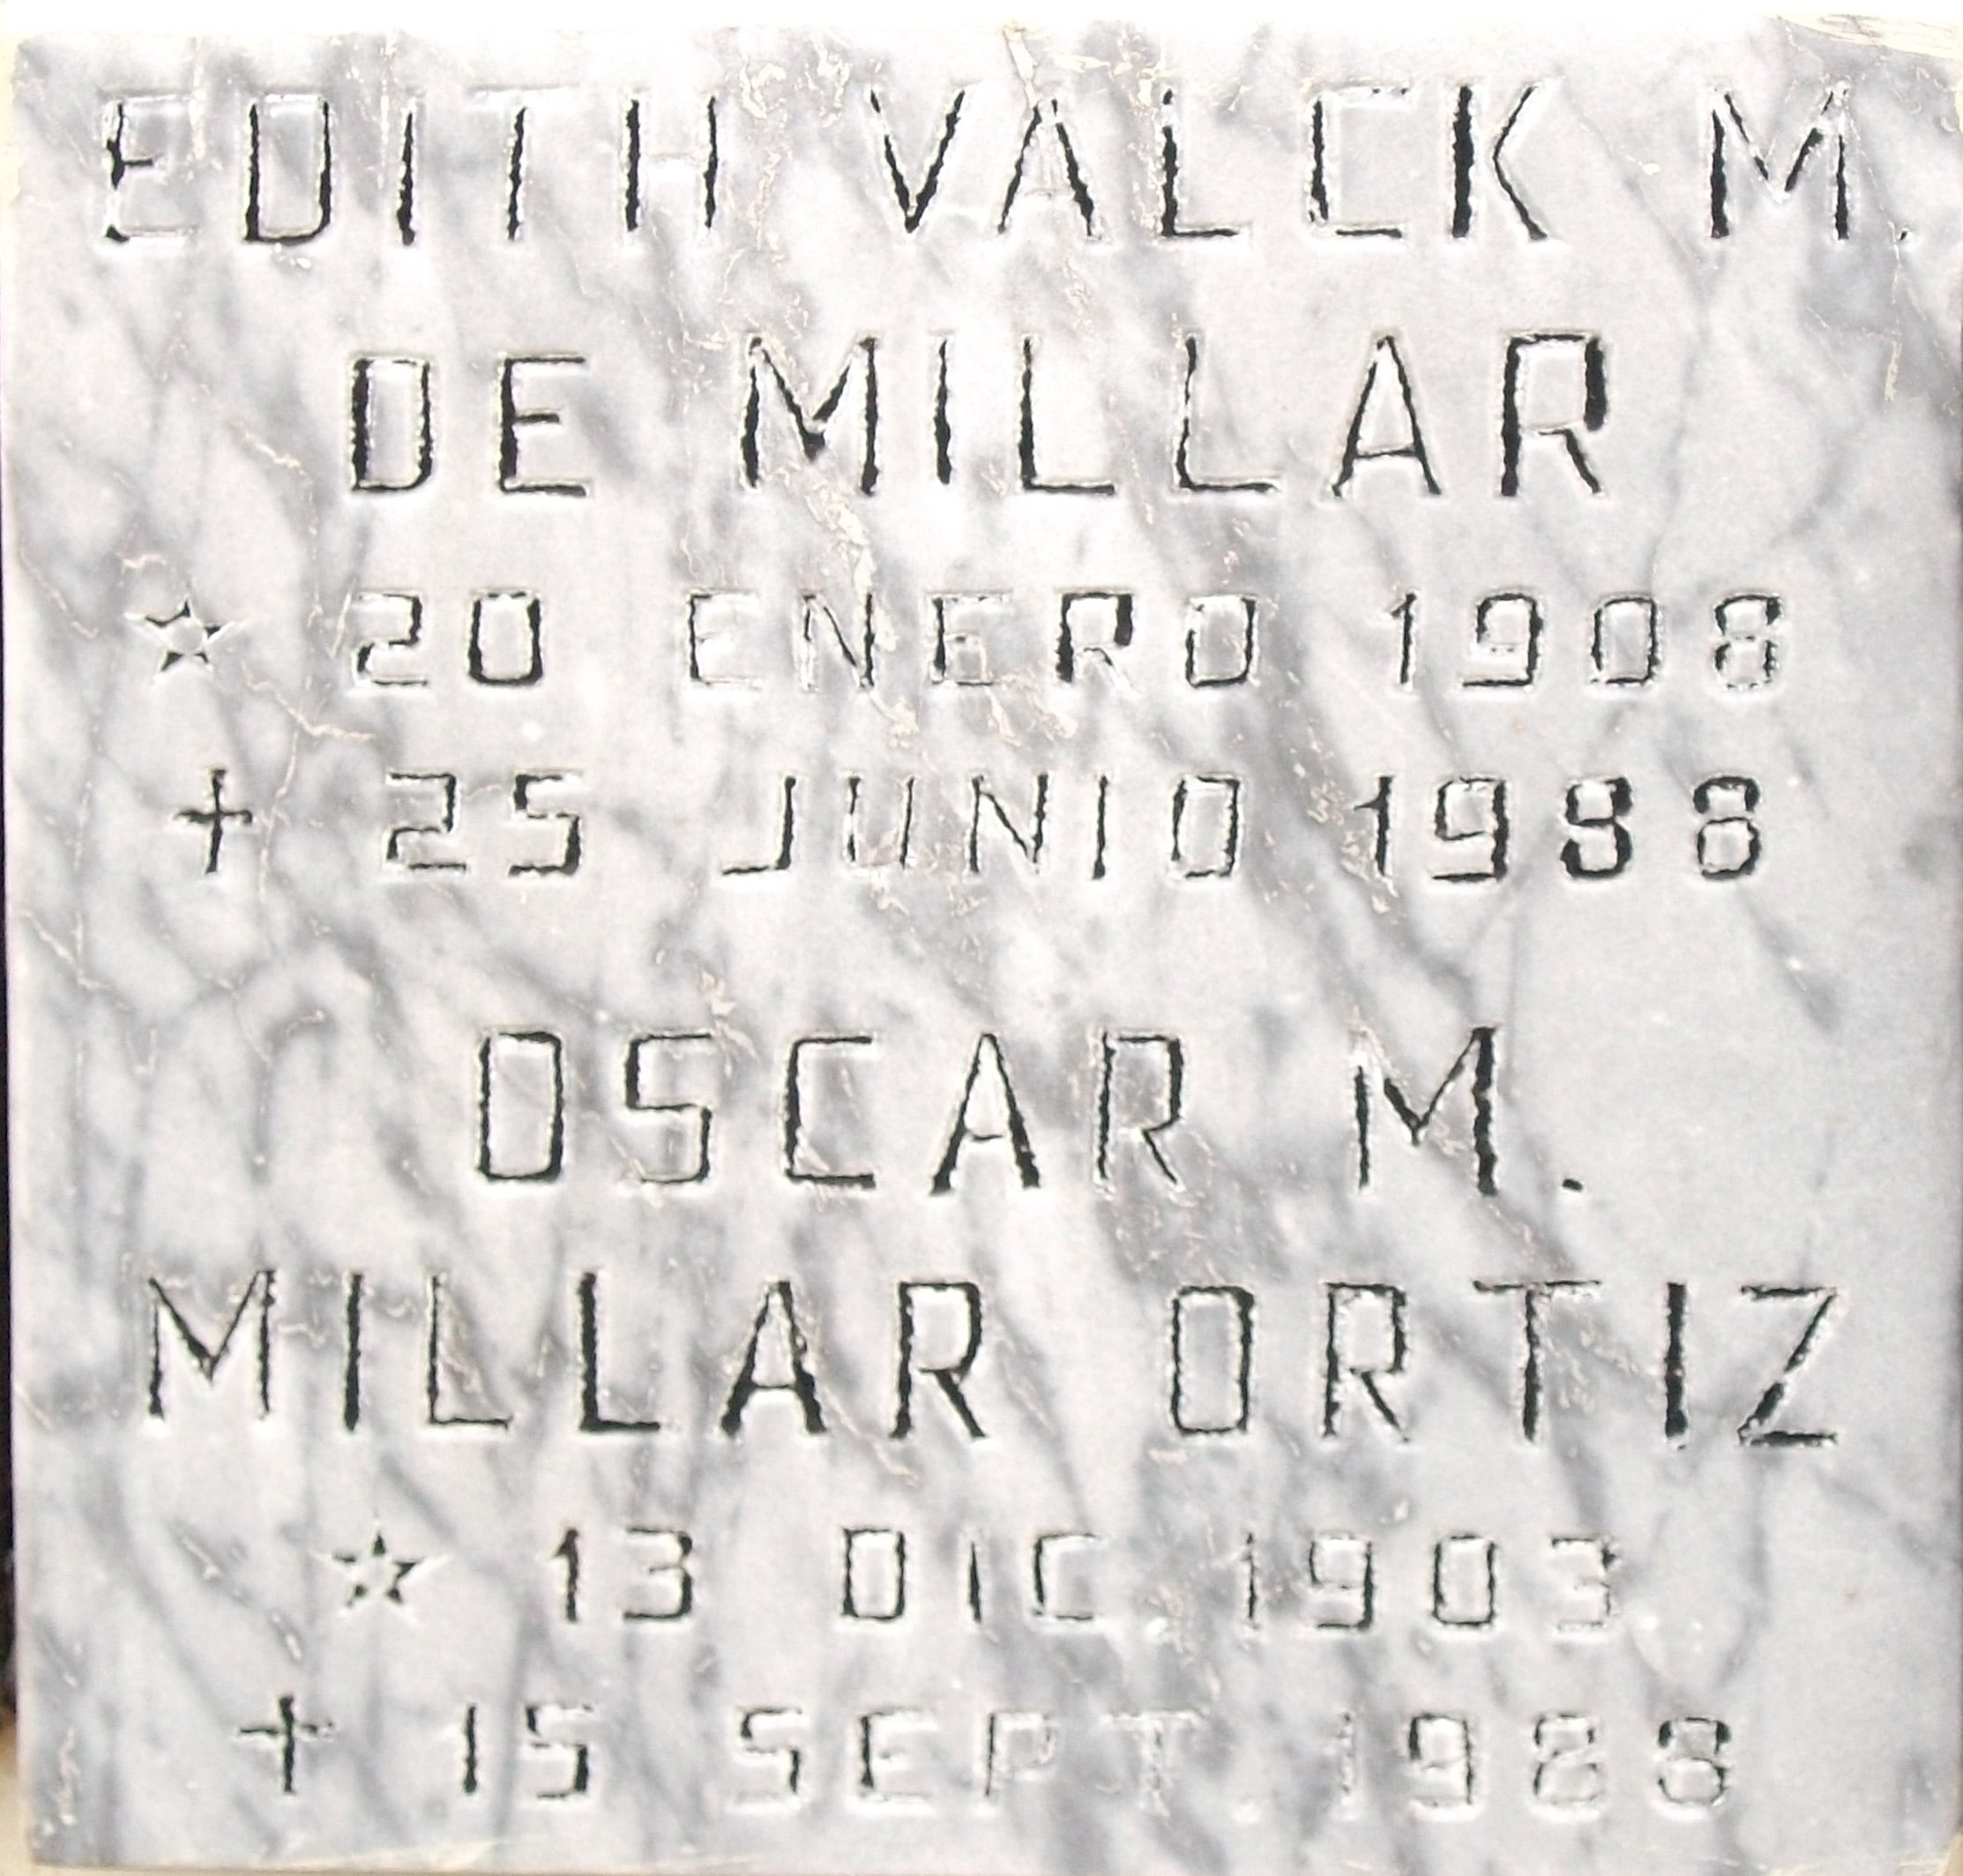 EDITH VALCK M.
DE MILLAR
☆ 20 ENERO 1908
✝ 25 JUNIO 1988
OSCAR M.
MILLAR ORTIZ
☆ 13 DIC. 1903
✝ 15 SEPT. 1988